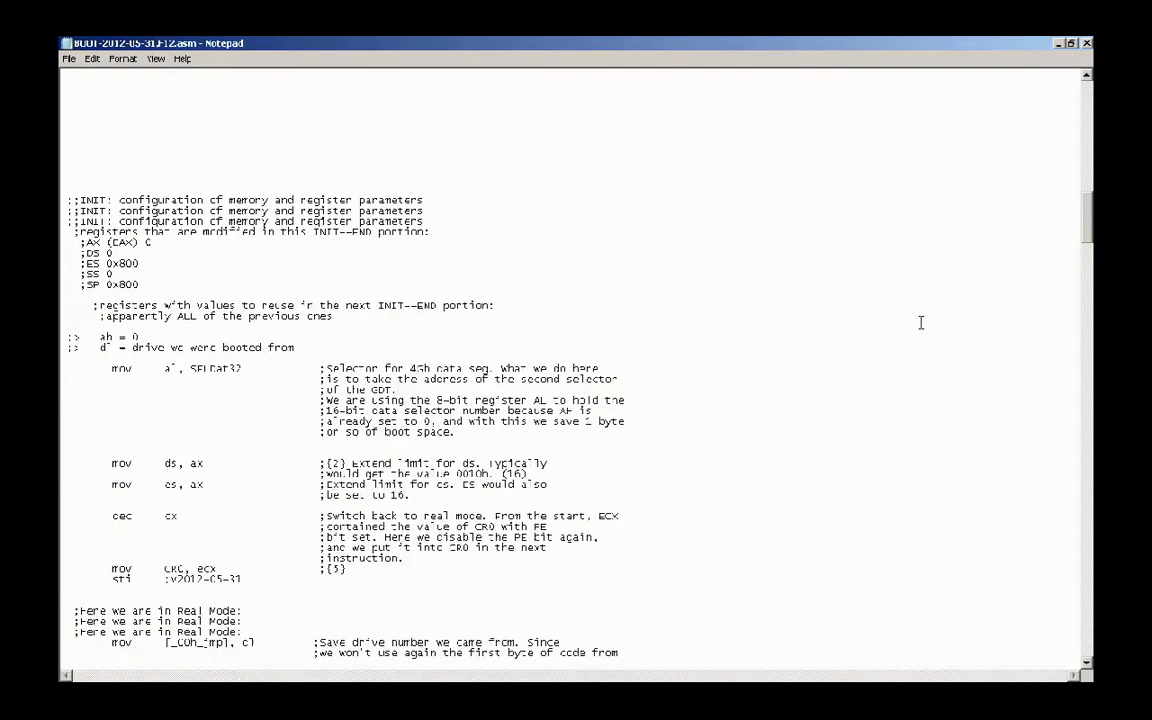 BOOT-2012-05-31.F12.asm - Notepad
File Edit Format View Help
;;INIT: configuration of memory and register parameters
;;INIT: configuration of memory and register parameters
;;INIT: configuration of memory and register parameters
;registers that are modified in this INIT--END portion:
;AX (EAX) 0
;DS 0
;ES 0x800
;SS 0
;SP 0x800
;registers with values to reuse in the next INIT--END portion:
;apparently ALL of the previous ones
;> ah = 0
;> dl = drive we were booted from
mov al, SELDat32 ;Selector for 4Gb data seg. What we do here
;is to take the address of the second selector
;of the GDT.
;We are using the 8-bit register AL to hold the
;16-bit data selector number because AH is
;already set to 0, and with this we save 1 byte
;or so of boot space.
mov ds, ax ;{2} Extend limit for ds. Typically
;would get the value 0010h. (16)
mov es, ax ;Extend limit for es. ES would also
;be set to 16.
dec cx ;Switch back to real mode. From the start, ECX
;contained the value of CR0 with PE
;bit set. Here we disable the PE bit again,
;and we put it into CR0 in the next
;instruction.
mov CR0, ecx ;{5}
sti ;v2012-05-31
;Here we are in Real Mode:
;Here we are in Real Mode:
;Here we are in Real Mode:
mov [_00h_jmp], dl ;Save drive number we came from. Since
;we won't use again the first byte of code from